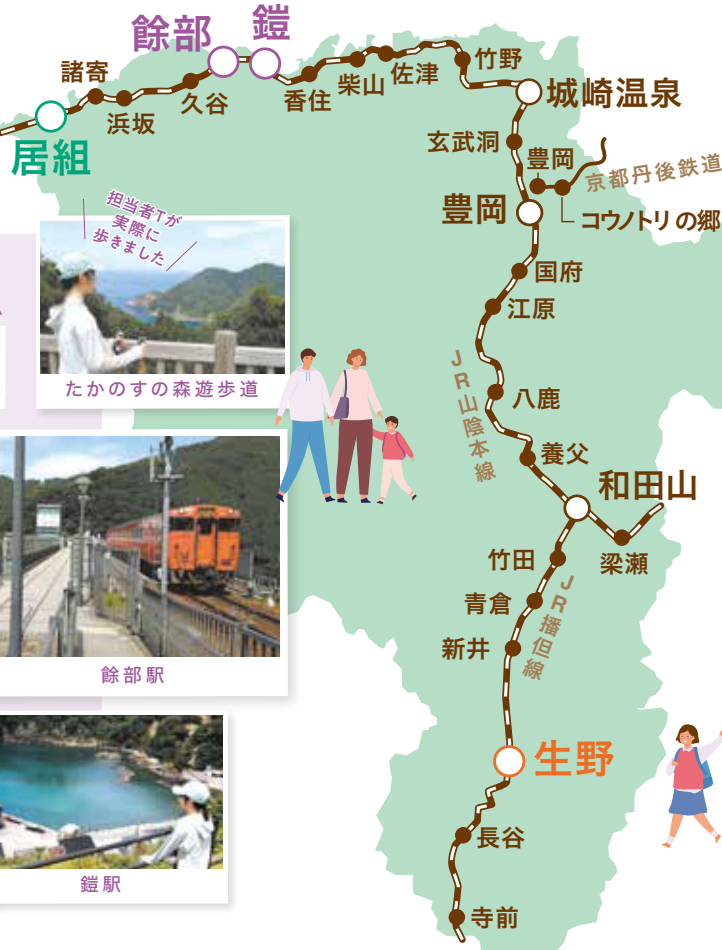 餘部
鎧
諸寄
浜坂
久谷
香住
柴山
佐津
竹野
城崎温泉
居組
玄武洞
豊岡
京都丹後鉄道
コウノトリの郷
豊岡
担当者Tが
実際に
歩きました
国府
江原
たかのすの森遊歩道
JR山陰本線
八鹿
養父
和田山
梁瀬
竹田
青倉
JR播但線
新井
餘部駅
生野
長谷
鎧駅
寺前